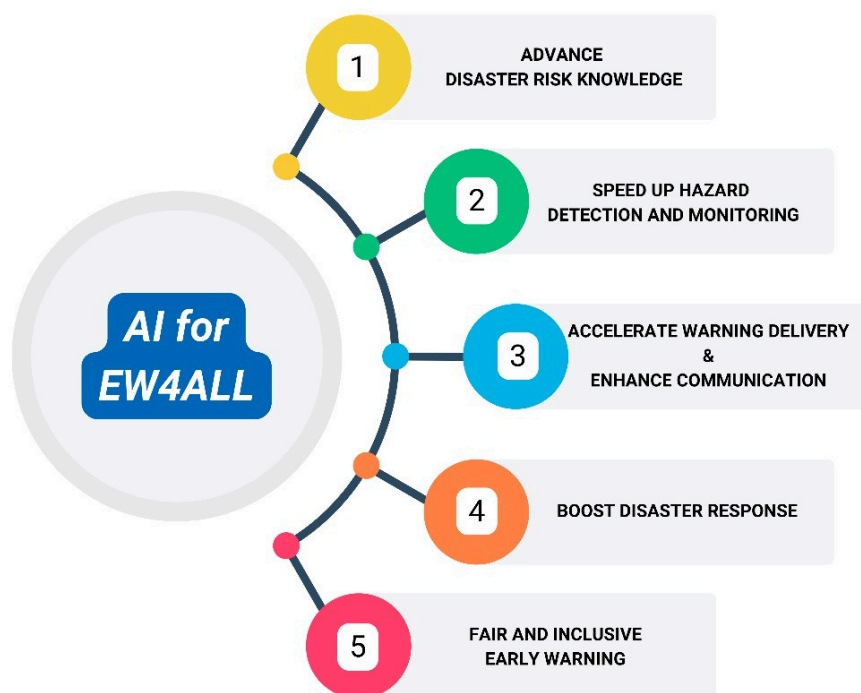 AI for
EW4ALL
1
ADVANCE
DISASTER RISK KNOWLEDGE
2
SPEED UP HAZARD
DETECTION AND MONITORING
3
ACCELERATE WARNING DELIVERY
&
ENHANCE COMMUNICATION
4
BOOST DISASTER RESPONSE
5
FAIR AND INCLUSIVE
EARLY WARNING